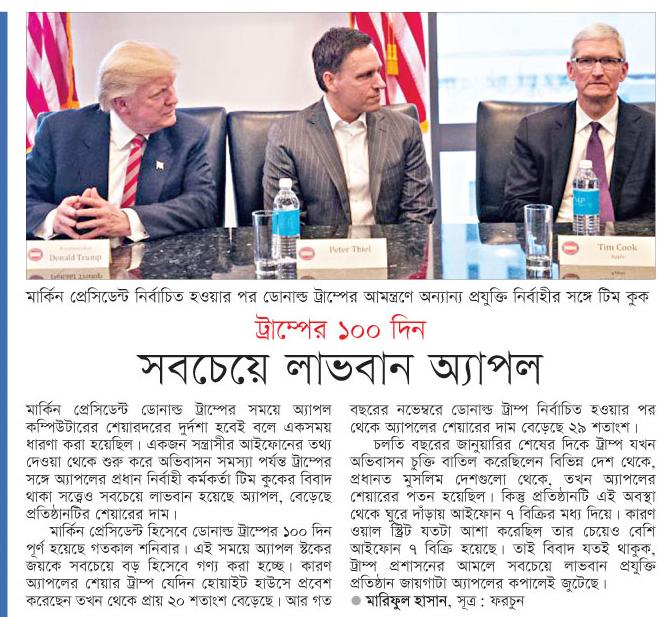 Donald Trump
Peter Thiel
Tim Cook
Apple
মার্কিন প্রেসিডেন্ট নির্বাচিত হওয়ার পর ডোনাল্ড ট্রাম্পের আমন্ত্রণে অন্যান্য প্রযুক্তি নির্বাহীর সঙ্গে টিম কুক
ট্রাম্পের ১০০ দিন
সবচেয়ে লাভবান অ্যাপল
মার্কিন প্রেসিডেন্ট ডোনাল্ড ট্রাম্পের সময়ে অ্যাপল
কম্পিউটারের শেয়ারদরের দুর্দশা হবেই বলে একসময়
ধারণা করা হয়েছিল। একজন সন্ত্রাসীর আইফোনের তথ্য
দেওয়া থেকে শুরু করে অভিবাসন সমস্যা পর্যন্ত ট্রাম্পের
সঙ্গে অ্যাপলের প্রধান নির্বাহী কর্মকর্তা টিম কুকের বিবাদ
থাকা সত্ত্বেও সবচেয়ে লাভবান হয়েছে অ্যাপল, বেড়েছে
প্রতিষ্ঠানটির শেয়ারের দাম।
মার্কিন প্রেসিডেন্ট হিসেবে ডোনাল্ড ট্রাম্পের ১০০ দিন
পূর্ণ হয়েছে গতকাল শনিবার। এই সময়ে অ্যাপল স্টকের
জয়কে সবচেয়ে বড় হিসেবে গণ্য করা হচ্ছে। কারণ
অ্যাপলের শেয়ার ট্রাম্প যেদিন হোয়াইট হাউসে প্রবেশ
করেছেন তখন থেকে প্রায় ২০ শতাংশ বেড়েছে। আর গত
বছরের নভেম্বরে ডোনাল্ড ট্রাম্প নির্বাচিত হওয়ার পর
থেকে অ্যাপলের শেয়ারের দাম বেড়েছে ২৯ শতাংশ।
চলতি বছরের জানুয়ারির শেষের দিকে ট্রাম্প যখন
অভিবাসন চুক্তি বাতিল করেছিলেন বিভিন্ন দেশ থেকে,
প্রধানত মুসলিম দেশগুলো থেকে, তখন অ্যাপলের
শেয়ারের পতন হয়েছিল। কিন্তু প্রতিষ্ঠানটি এই অবস্থা
থেকে ঘুরে দাঁড়ায় আইফোন ৭ বিক্রির মধ্য দিয়ে। কারণ
ওয়াল স্ট্রিট যতটা আশা করেছিল তার চেয়েও বেশি
আইফোন ৭ বিক্রি হয়েছে। তাই বিবাদ যতই থাকুক,
ট্রাম্প প্রশাসনের আমলে সবচেয়ে লাভবান প্রযুক্তি
প্রতিষ্ঠান জায়গাটা অ্যাপলের কপালেই জুটেছে।
● মারিফুল হাসান, সূত্র : ফরচুন